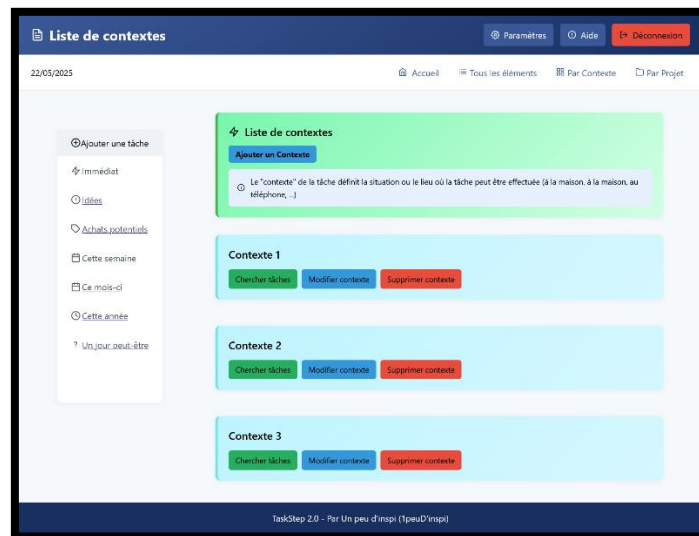 Liste de contextes
Paramètres
Aide
Déconnexion
22/05/2025
Accueil
Tous les éléments
Par Contexte
Par Projet
Ajouter une tâche
Immédiat
Idées
Achats potentiels
Cette semaine
Ce mois-ci
Cette année
? Un jour peut-être
Liste de contextes
Ajouter un Contexte
Le "contexte" de la tâche définit la situation ou le lieu où la tâche peut être effectuée (à la maison, à la maison, au
téléphone, ...)
Contexte 1
Chercher tâches
Modifier contexte
Supprimer contexte
Contexte 2
Chercher tâches
Modifier contexte
Supprimer contexte
Contexte 3
Chercher tâches
Modifier contexte
Supprimer contexte
TaskStep 2.0 - Par Un peu d'inspi (1peuD'inspi)